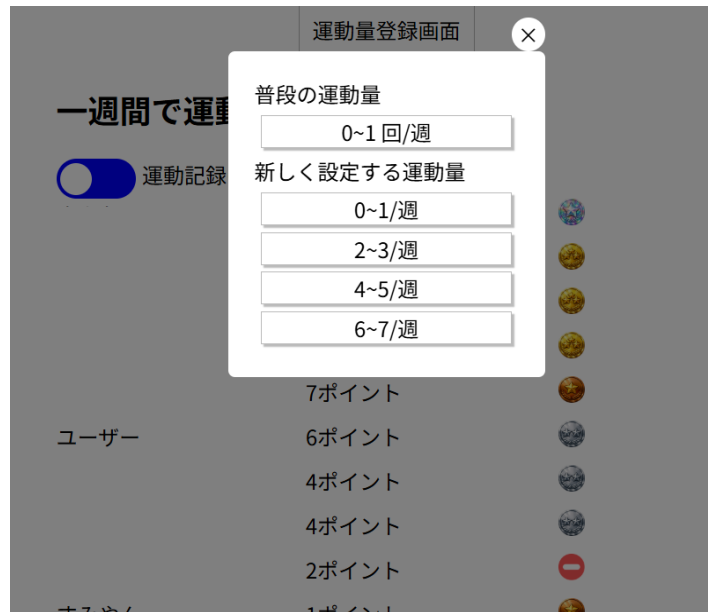 運動量登録画面
×
普段の運動量
一週間で運動
0~1 回/週
運動記録
新しく設定する運動量
0~1/週
2~3/週
4~5/週
6~7/週
7ポイント
ユーザー 6ポイント
4ポイント
4ポイント
2ポイント